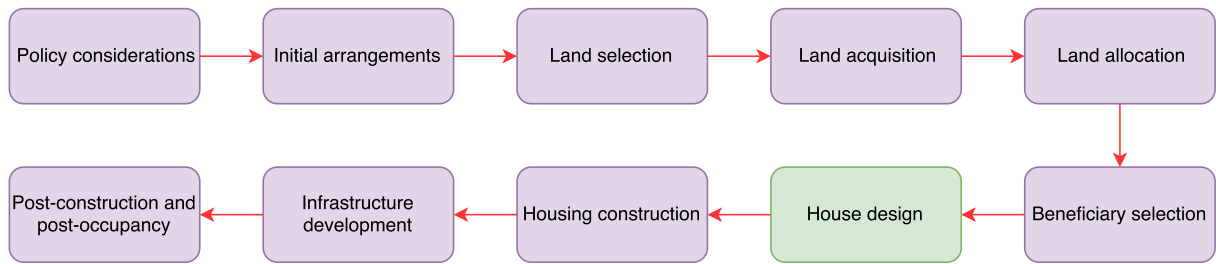 Policy considerations
Initial arrangements
Land selection
Land acquisition
Land allocation
Beneficiary selection
House design
Housing construction
Infrastructure
development
Post-construction and
post-occupancy